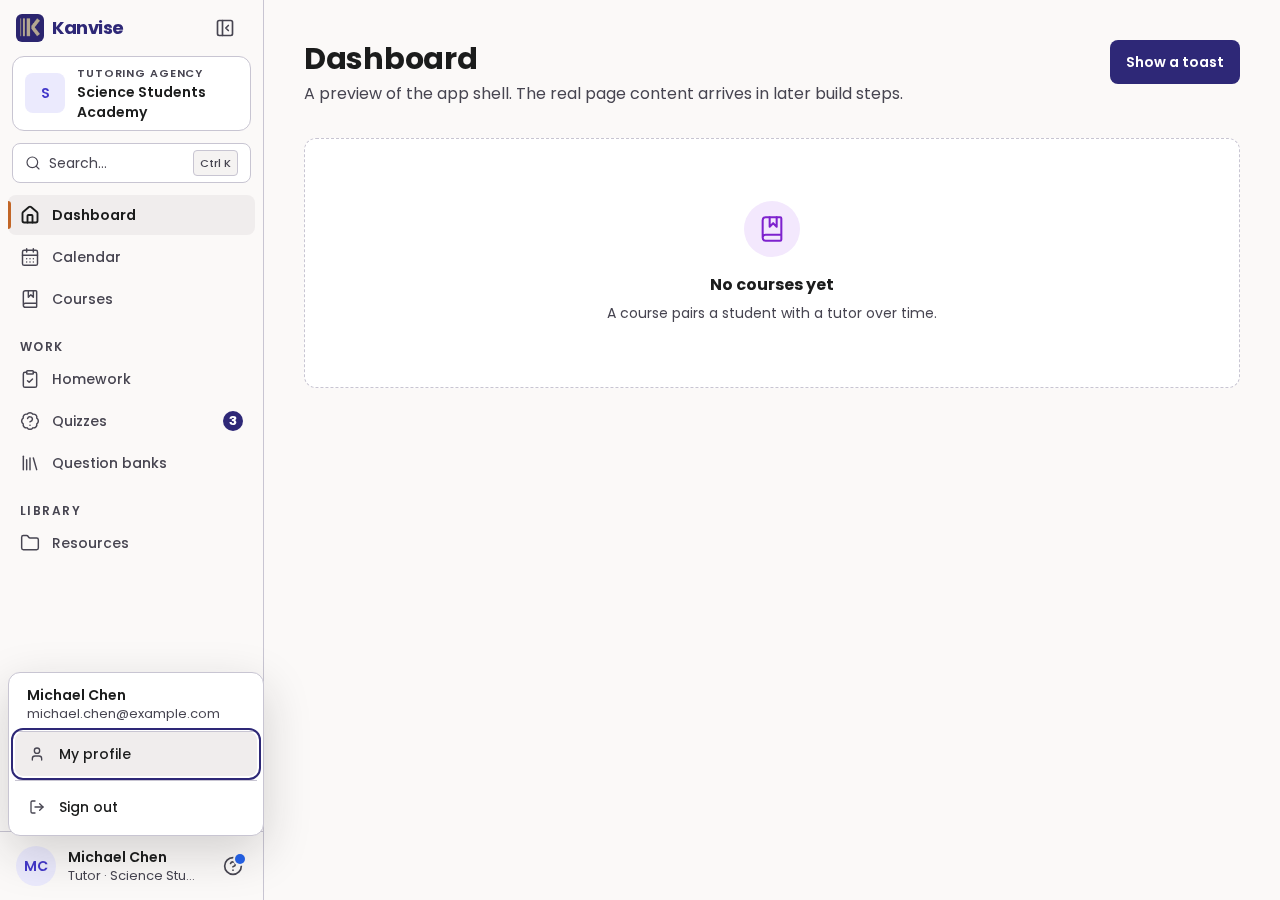 Kanvise
TUTORING AGENCY
S
Science Students
Academy
Search...
Ctrl K
Dashboard
Calendar
Courses
WORK
Homework
Quizzes
3
Question banks
LIBRARY
Resources
Michael Chen
michael.chen@example.com
My profile
Sign out
MC
Michael Chen
Tutor · Science Stu...
Dashboard
A preview of the app shell. The real page content arrives in later build steps.
Show a toast
No courses yet
A course pairs a student with a tutor over time.